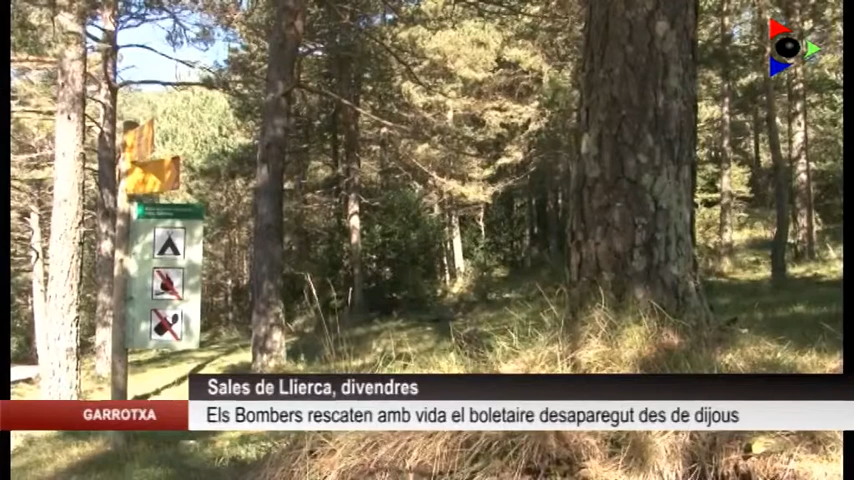 Sales de Llierca, divendres
GARROTXA
Els Bombers rescaten amb vida el boletaire desaparegut des de dijous